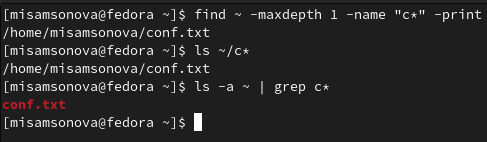 [misamsonova@fedora ~]$ find ~ -maxdepth 1 -name "c*" -print
/home/misamsonova/conf.txt
[misamsonova@fedora ~]$ ls ~/c*
/home/misamsonova/conf.txt
[misamsonova@fedora ~]$ ls -a ~ | grep c*
conf.txt
[misamsonova@fedora ~]$